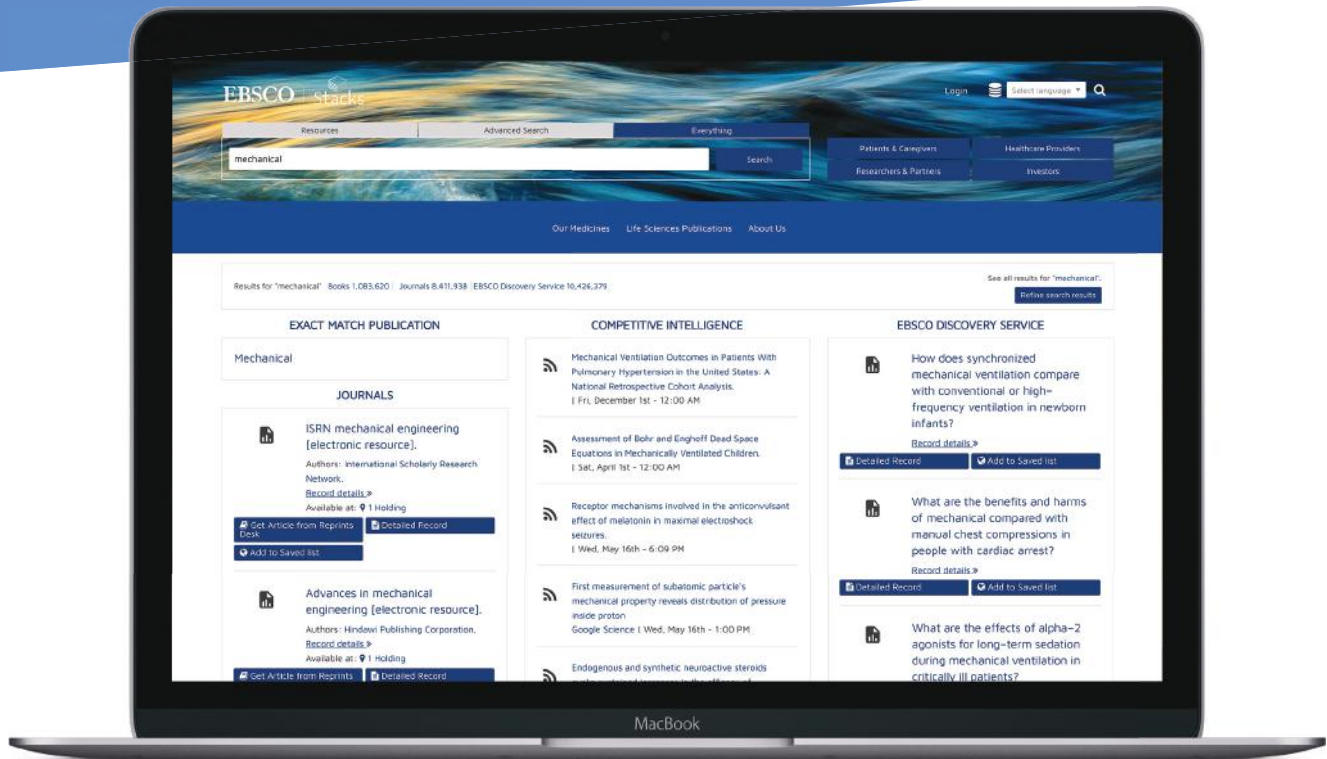 EBSCO stacks
Login
Select language
Resources
Advanced Search
Everything
mechanical
Search
Patients & Caregivers
Healthcare Providers
Researchers & Partners
Investors
Our Medicines Life Sciences Publications About Us
Results for "mechanical" Books 1,083,620 | Journals 8,411,938 | EBSCO Discovery Service 10,426,379
See all results for "mechanical".
Refine search results
EXACT MATCH PUBLICATION
Mechanical
JOURNALS
ISRN mechanical engineering
[electronic resource].
Authors: International Scholarly Research
Network.
Record details »
Available at: 1 Holding
Get Article from Reprints
Desk
Detailed Record
Add to Saved list
Advances in mechanical
engineering [electronic resource].
Authors: Hindawi Publishing Corporation.
Record details »
Available at: 1 Holding
Get Article from Reprints
Detailed Record
COMPETITIVE INTELLIGENCE
Mechanical Ventilation Outcomes in Patients With
Pulmonary Hypertension in the United States: A
National Retrospective Cohort Analysis.
| Fri, December 1st - 12:00 AM
Assessment of Bohr and Enghoff Dead Space
Equations in Mechanically Ventilated Children.
| Sat, April 1st - 12:00 AM
Receptor mechanisms involved in the anticonvulsant
effect of melatonin in maximal electroshock
seizures.
| Wed, May 16th - 6:09 PM
First measurement of subatomic particle's
mechanical property reveals distribution of pressure
inside proton
Google Science | Wed, May 16th - 1:00 PM
Endogenous and synthetic neuroactive steroids
EBSCO DISCOVERY SERVICE
How does synchronized
mechanical ventilation compare
with conventional or high-
frequency ventilation in newborn
infants?
Record details »
Detailed Record
Add to Saved list
What are the benefits and harms
of mechanical compared with
manual chest compressions in
people with cardiac arrest?
Record details »
Detailed Record
Add to Saved list
What are the effects of alpha-2
agonists for long-term sedation
during mechanical ventilation in
critically ill patients?
MacBook